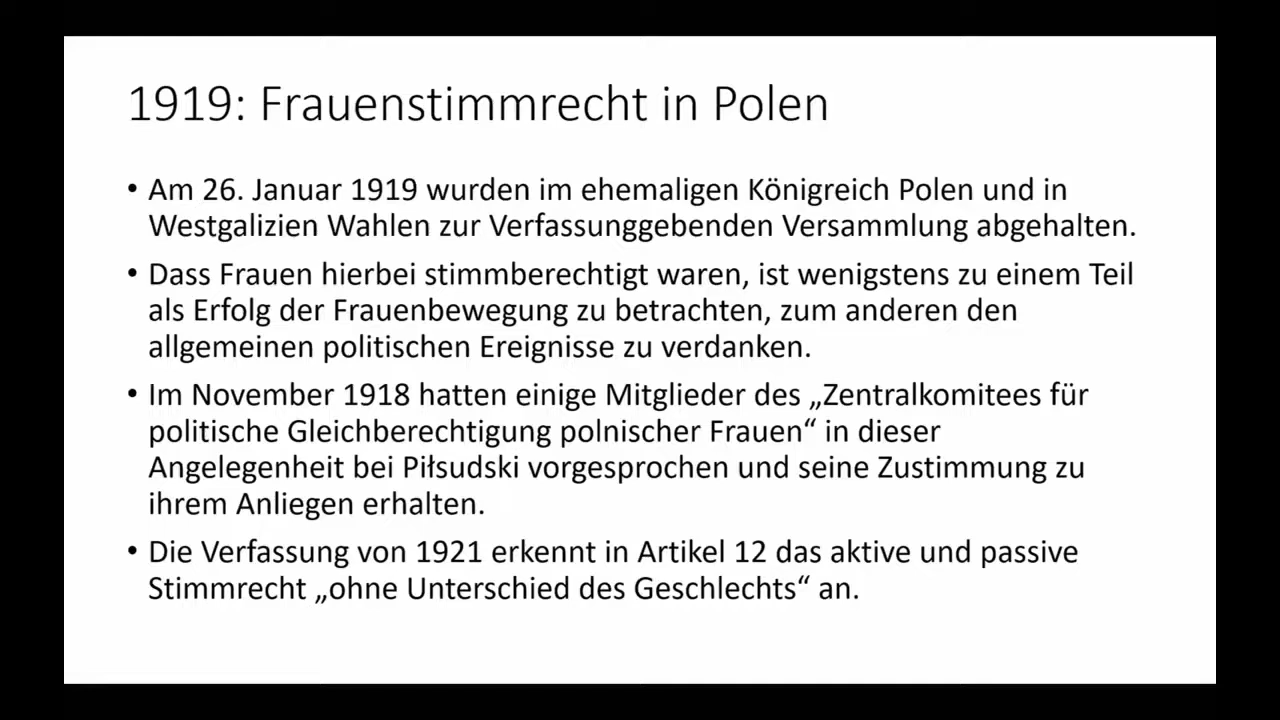 1919: Frauenstimmrecht in Polen
• Am 26. Januar 1919 wurden im ehemaligen Königreich Polen und in
Westgalizien Wahlen zur Verfassunggebenden Versammlung abgehalten.
• Dass Frauen hierbei stimmberechtigt waren, ist wenigstens zu einem Teil
als Erfolg der Frauenbewegung zu betrachten, zum anderen den
allgemeinen politischen Ereignisse zu verdanken.
• Im November 1918 hatten einige Mitglieder des „Zentralkomitees für
politische Gleichberechtigung polnischer Frauen“ in dieser
Angelegenheit bei Piłsudski vorgesprochen und seine Zustimmung zu
ihrem Anliegen erhalten.
• Die Verfassung von 1921 erkennt in Artikel 12 das aktive und passive
Stimmrecht „ohne Unterschied des Geschlechts“ an.